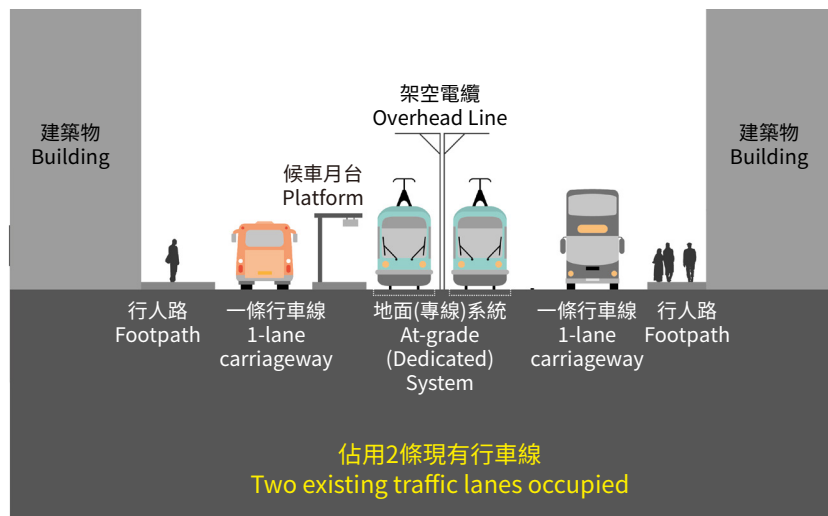 架空電纜
Overhead Line
建築物
Building
建築物
Building
候車月台
Platform
行人路
Footpath
一條行車線
1-lane
carriageway
地面(專線)系統
At-grade
(Dedicated)
System
一條行車線
1-lane
carriageway
行人路
Footpath
佔用2條現有行車線
Two existing traffic lanes occupied